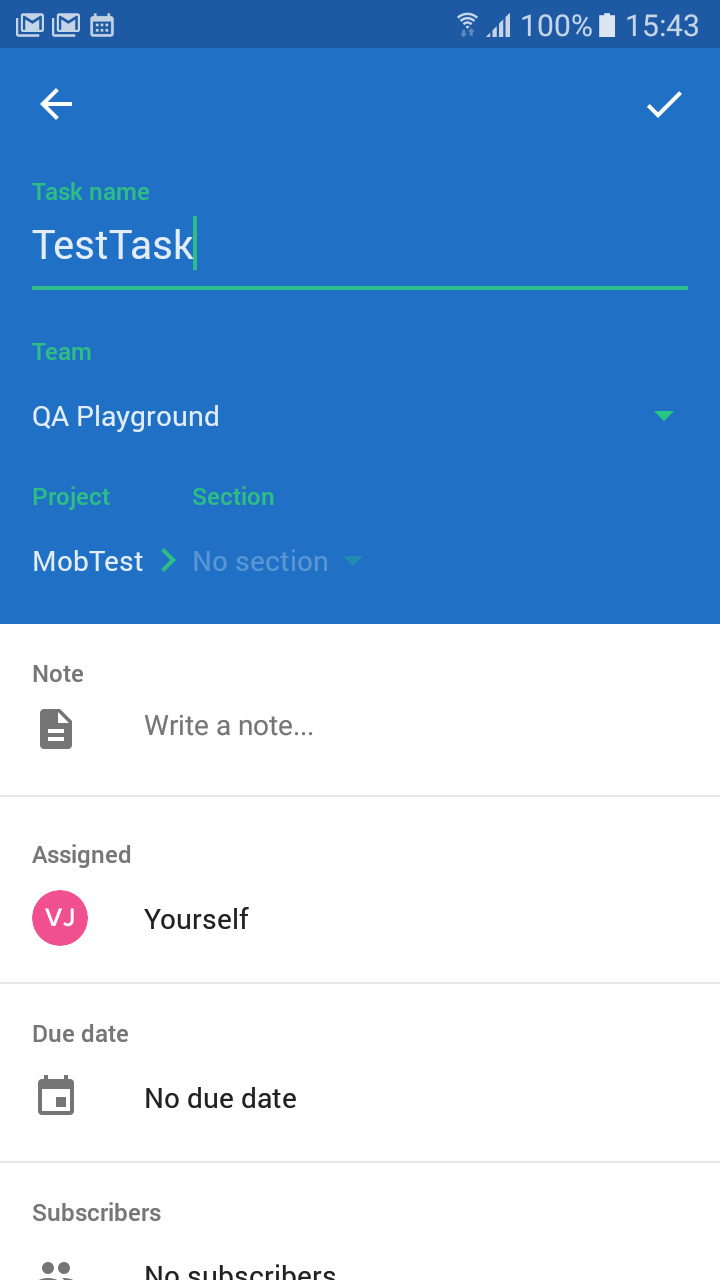 100% 15:43
Task name
TestTask
Team
QA Playground
Project Section
MobTest No section
Note
Write a note...
Assigned
VJ Yourself
Due date
No due date
Subscribers
No subscribers